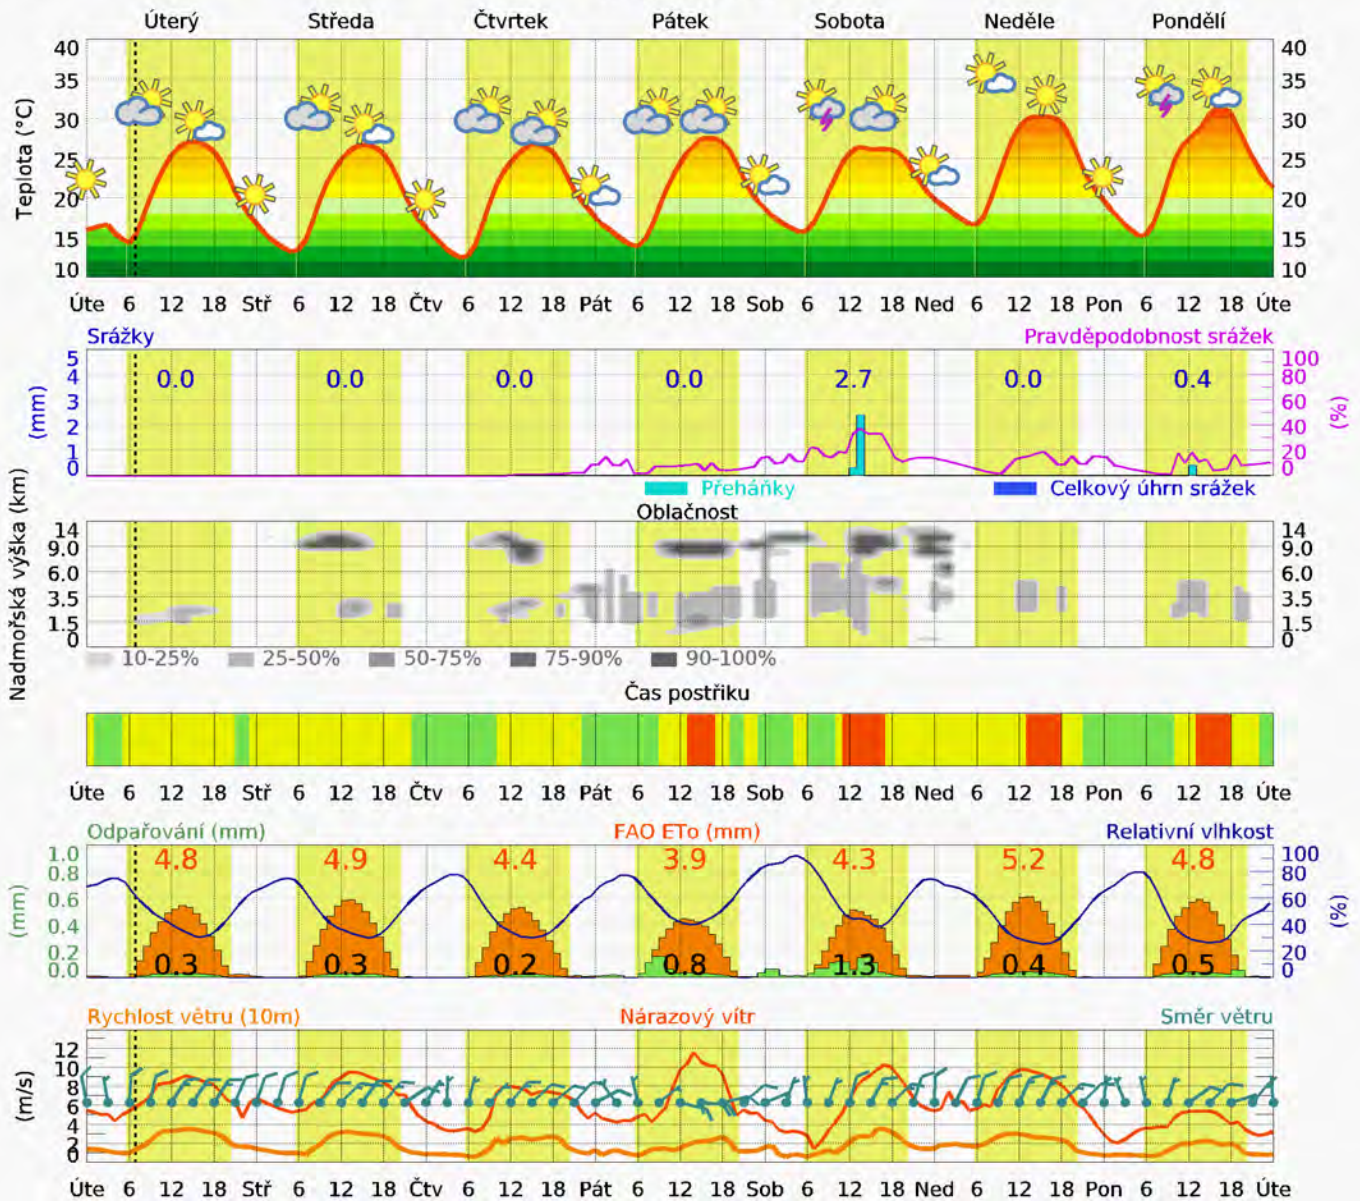 Úterý Středa Čtvrtek Pátek Sobota Neděle Pondělí
Teplota (°C)
40 40
35 35
30 30
25 25
20 20
15 15
10 10
Úte 6 12 18 Stř 6 12 18 Čtv 6 12 18 Pát 6 12 18 Sob 6 12 18 Ned 6 12 18 Pon 6 12 18 Úte
Srážky Pravděpodobnost srážek
(mm) (%)
5 100
4 0.0 0.0 0.0 0.0 2.7 0.0 0.4 80
3 60
2 40
1 20
0 0
Přeháňky Celkový úhrn srážek
Oblačnost
Nadmořská výška (km)
14 14
9.0 9.0
6.0 6.0
3.5 3.5
1.5 1.5
0 0
10-25% 25-50% 50-75% 75-90% 90-100%
Čas postřiku
Úte 6 12 18 Stř 6 12 18 Čtv 6 12 18 Pát 6 12 18 Sob 6 12 18 Ned 6 12 18 Pon 6 12 18 Úte
Odpařování (mm) FAO ETo (mm) Relativní vlhkost
(mm) (%)
1.0 4.8 4.9 4.4 3.9 4.3 5.2 4.8 100
0.8 80
0.6 60
0.4 40
0.2 20
0.0 0.3 0.3 0.2 0.8 1.3 0.4 0.5 0
Rychlost větru (10m) Nárazový vítr Směr větru
(m/s)
12
10
8
6
4
2
0
Úte 6 12 18 Stř 6 12 18 Čtv 6 12 18 Pát 6 12 18 Sob 6 12 18 Ned 6 12 18 Pon 6 12 18 Úte